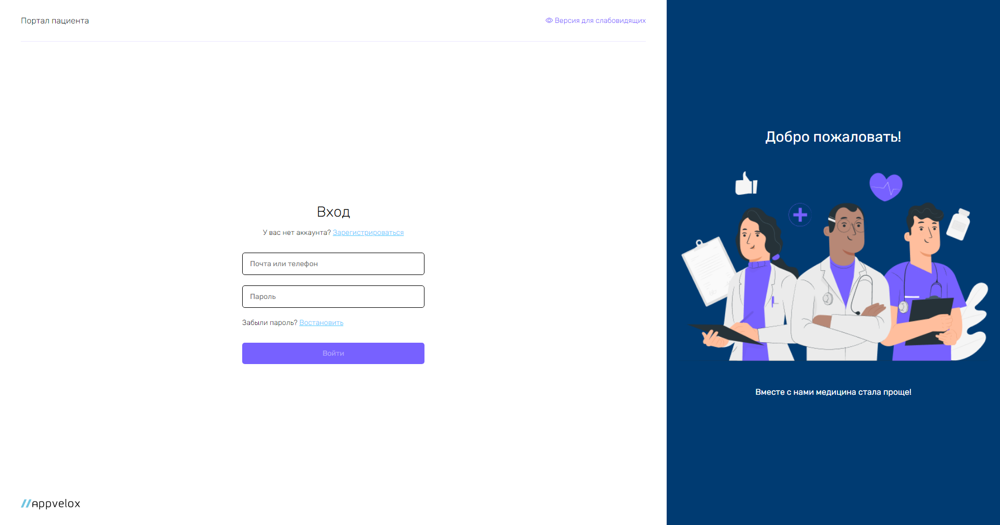 Портал пациента
Версия для слабовидящих
Вход
У вас нет аккаунта? Зарегистрироваться
Почта или телефон
Пароль
Забыли пароль? Востановить
Войти
appvelox
Добро пожаловать!
Вместе с нами медицина стала проще!